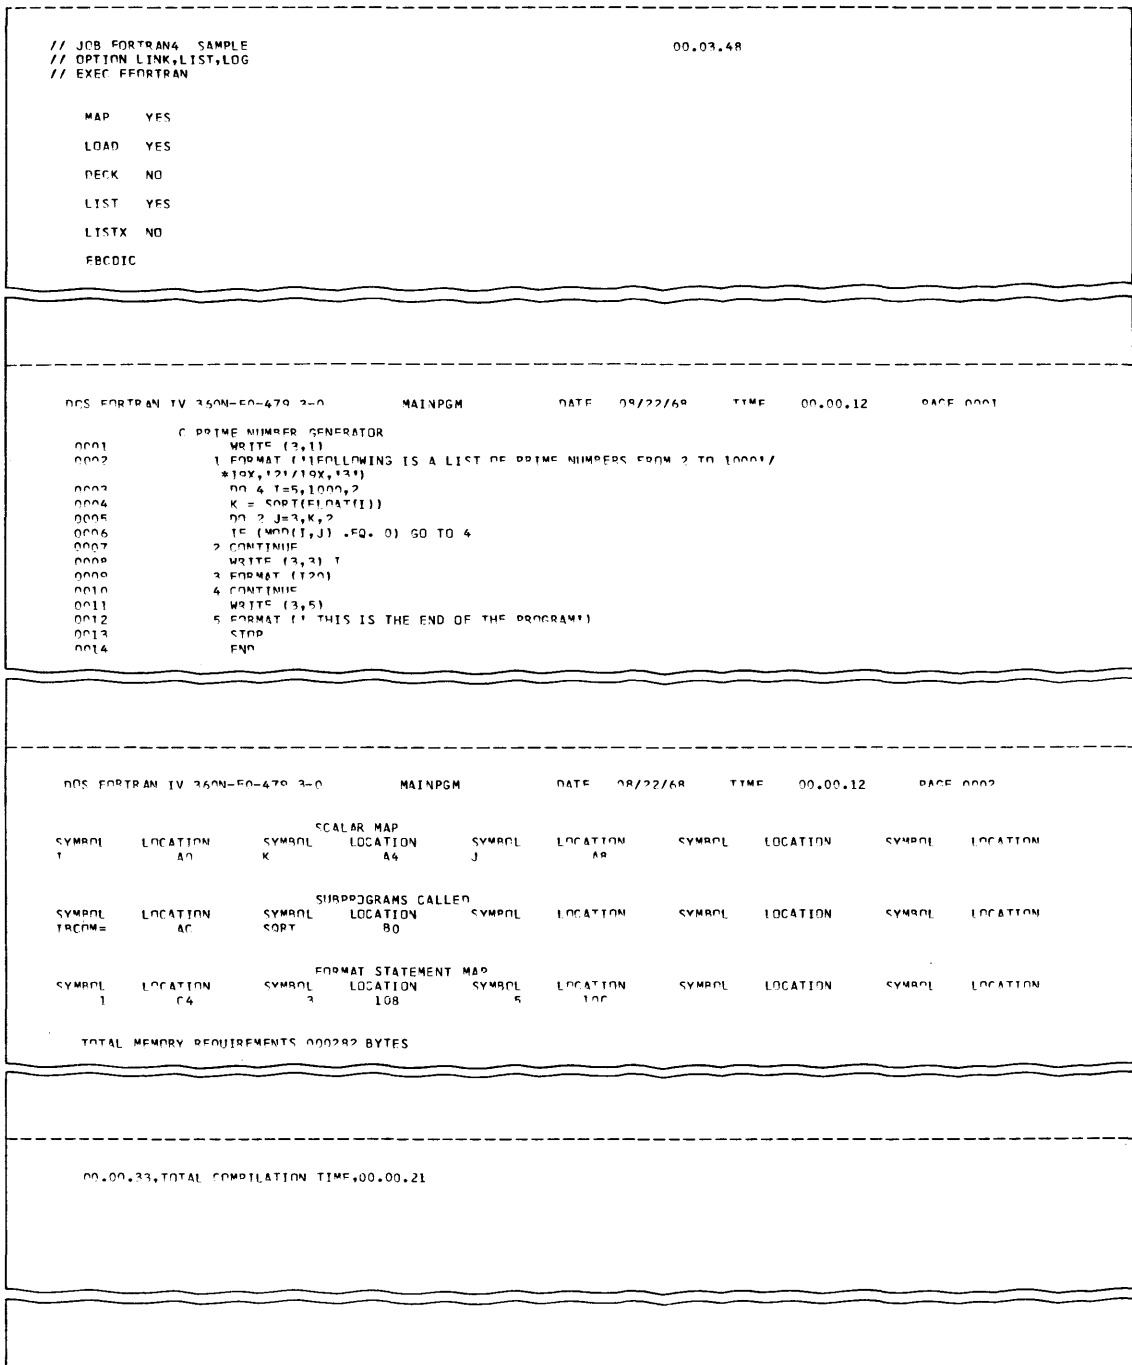 // JOB FORTRAN4 SAMPLE 00.03.48
// OPTION LINK,LIST,LOG
// EXEC FFORTRAN
MAP YES
LOAD YES
DECK NO
LIST YES
LISTX NO
EBCDIC
DOS FORTRAN IV 360N-FO-479 3-0 MAINPGM DATE 08/22/68 TIME 00.00.12 PAGE 0001
C PRIME NUMBER GENERATOR
0001 WRITE (3,1)
0002 1 FORMAT ('1FOLLOWING IS A LIST OF PRIME NUMBERS FROM 2 TO 1000'/
*19X,'2'/19X,'3')
0003 DO 4 I=5,1000,2
0004 K = SQRT(FLOAT(I))
0005 DO 2 J=3,K,2
0006 IF (MOD(I,J) .EQ. 0) GO TO 4
0007 2 CONTINUE
0008 WRITE (3,3) I
0009 3 FORMAT (I20)
0010 4 CONTINUE
0011 WRITE (3,5)
0012 5 FORMAT (' THIS IS THE END OF THE PROGRAM')
0013 STOP
0014 END
DOS FORTRAN IV 360N-FO-479 3-0 MAINPGM DATE 08/22/68 TIME 00.00.12 PAGE 0002
SCALAR MAP
SYMBOL LOCATION SYMBOL LOCATION SYMBOL LOCATION SYMBOL LOCATION SYMBOL LOCATION
I A0 K A4 J A8
SUBPROGRAMS CALLED
SYMBOL LOCATION SYMBOL LOCATION SYMBOL LOCATION SYMBOL LOCATION SYMBOL LOCATION
IBCOM= AC SQRT B0
FORMAT STATEMENT MAP
SYMBOL LOCATION SYMBOL LOCATION SYMBOL LOCATION SYMBOL LOCATION SYMBOL LOCATION
1 C4 3 108 5 10C
TOTAL MEMORY REQUIREMENTS 000282 BYTES
00.00.33,TOTAL COMPILATION TIME,00.00.21